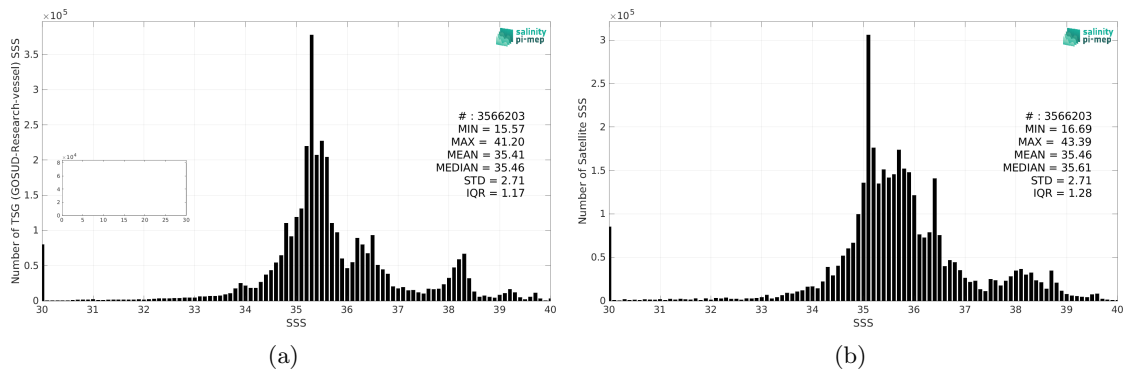 ×10^5
Number of TSG (GOSUD-Research-vessel) SSS
3.5
3
2.5
2
1.5
1
0.5
0
30 31 32 33 34 35 36 37 38 39 40
SSS
salinity
pi-mep
# : 3566203
MIN = 15.57
MAX = 41.20
MEAN = 35.41
MEDIAN = 35.46
STD = 2.71
IQR = 1.17
×10^4
8
6
4
2
0
0 5 10 15 20 25 30
(a)
×10^5
Number of Satellite SSS
3
2.5
2
1.5
1
0.5
0
30 31 32 33 34 35 36 37 38 39 40
SSS
salinity
pi-mep
# : 3566203
MIN = 16.69
MAX = 43.39
MEAN = 35.46
MEDIAN = 35.61
STD = 2.71
IQR = 1.28
(b)